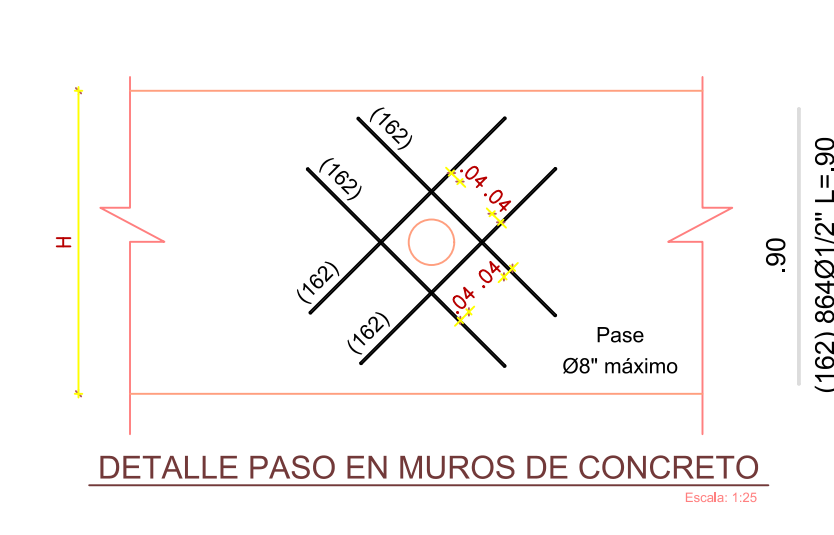 (162)
(162)
.04 .04
H
.90
(162) 864Ø1/2" L=.90
(162)
.04 .04
(162)
Pase
Ø8" máximo
DETALLE PASO EN MUROS DE CONCRETO
Escala: 1:25